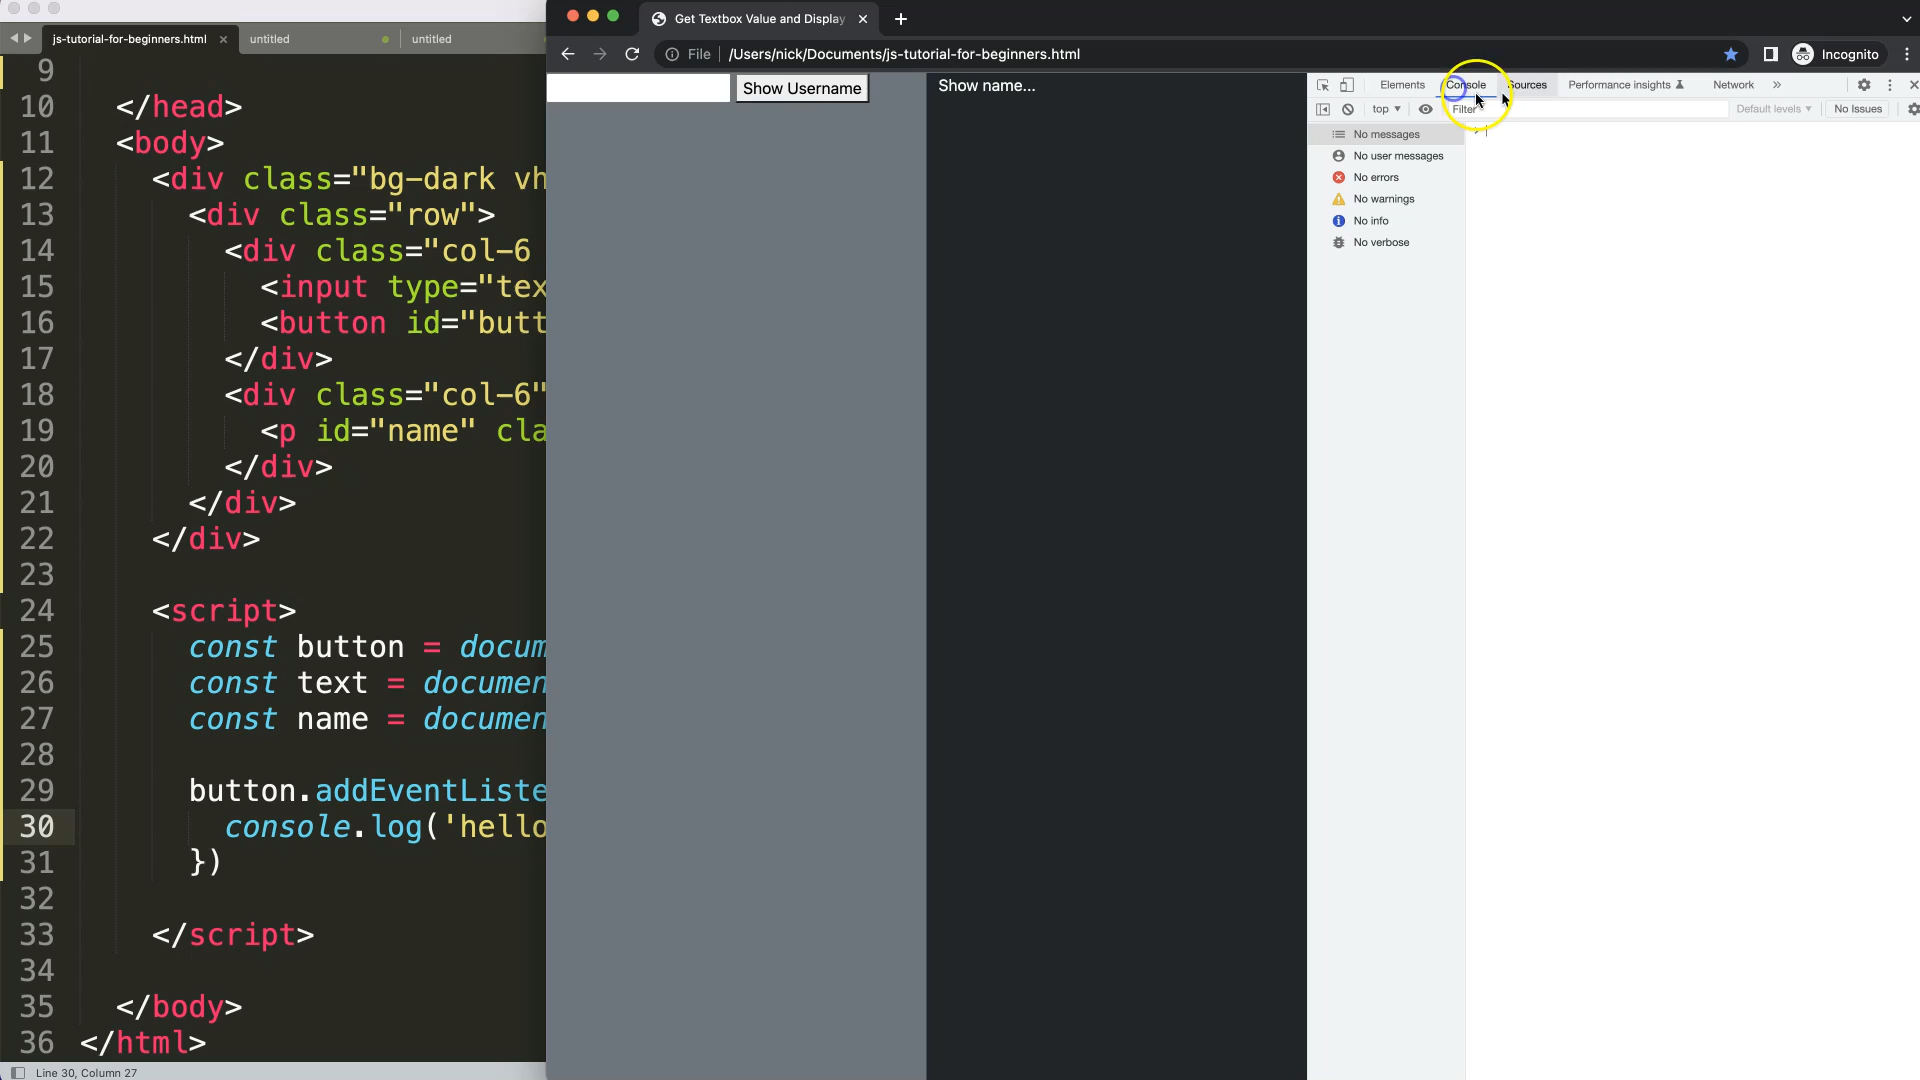 js-tutorial-for-beginners.html
untitled
untitled
9
10 </head>
11 <body>
12 <div class="bg-dark vh
13 <div class="row">
14 <div class="col-6
15 <input type="tex
16 <button id="butt
17 </div>
18 <div class="col-6"
19 <p id="name" cla
20 </div>
21 </div>
22 </div>
23
24 <script>
25 const button = docum
26 const text = documen
27 const name = documen
28
29 button.addEventListe
30 console.log('hello
31 })
32
33 </script>
34
35 </body>
36 </html>
Line 30, Column 27
Get Textbox Value and Display
File /Users/nick/Documents/js-tutorial-for-beginners.html
Incognito
Show Username
Show name...
Elements Console Sources Performance insights Network »
top Filter Default levels No Issues
No messages
No user messages
No errors
No warnings
No info
No verbose